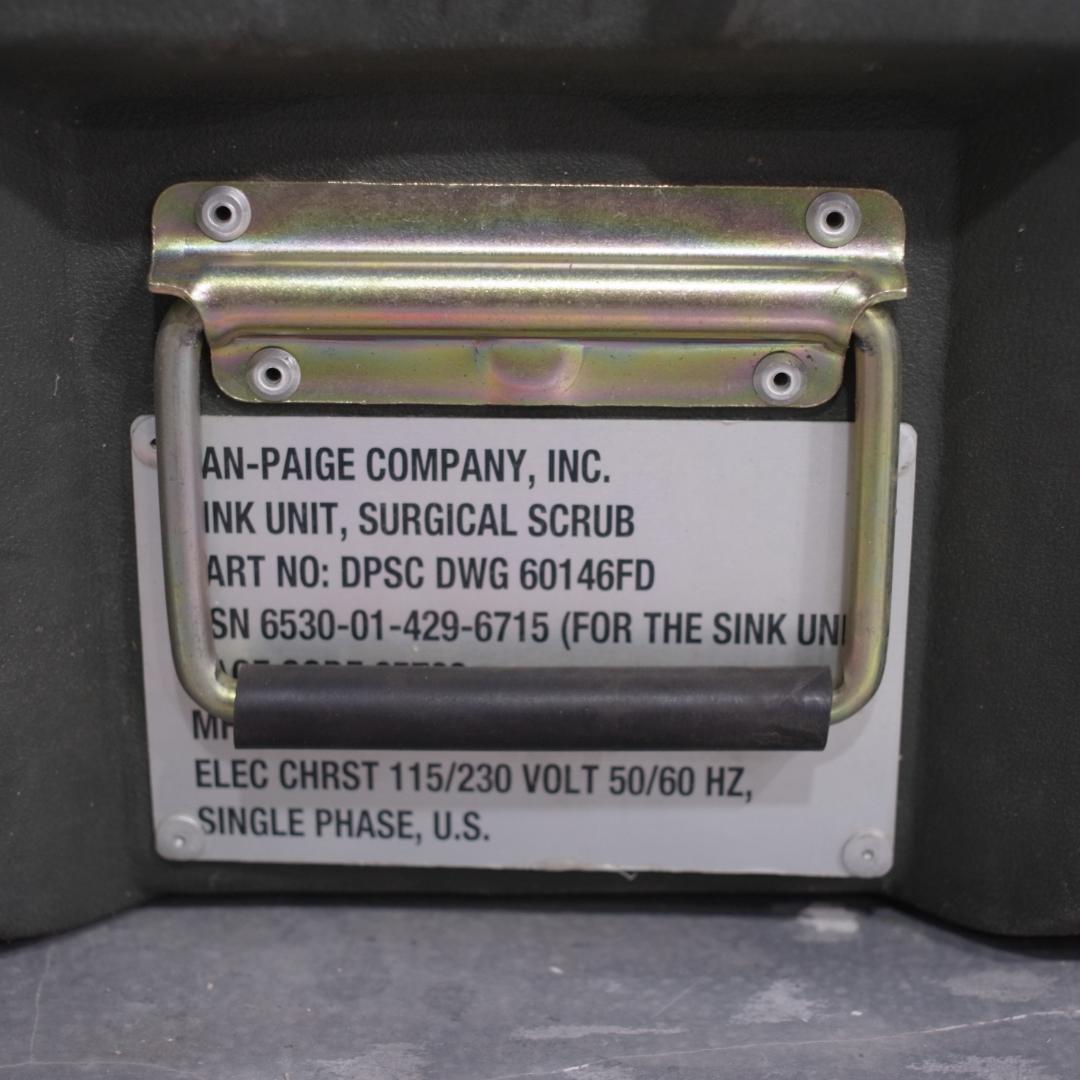 AN-PAIGE COMPANY, INC.
INK UNIT, SURGICAL SCRUB
ART NO: DPSC DWG 60146FD
SN 6530-01-429-6715 (FOR THE SINK UNI
ELEC CHRST 115/230 VOLT 50/60 HZ,
SINGLE PHASE, U.S.